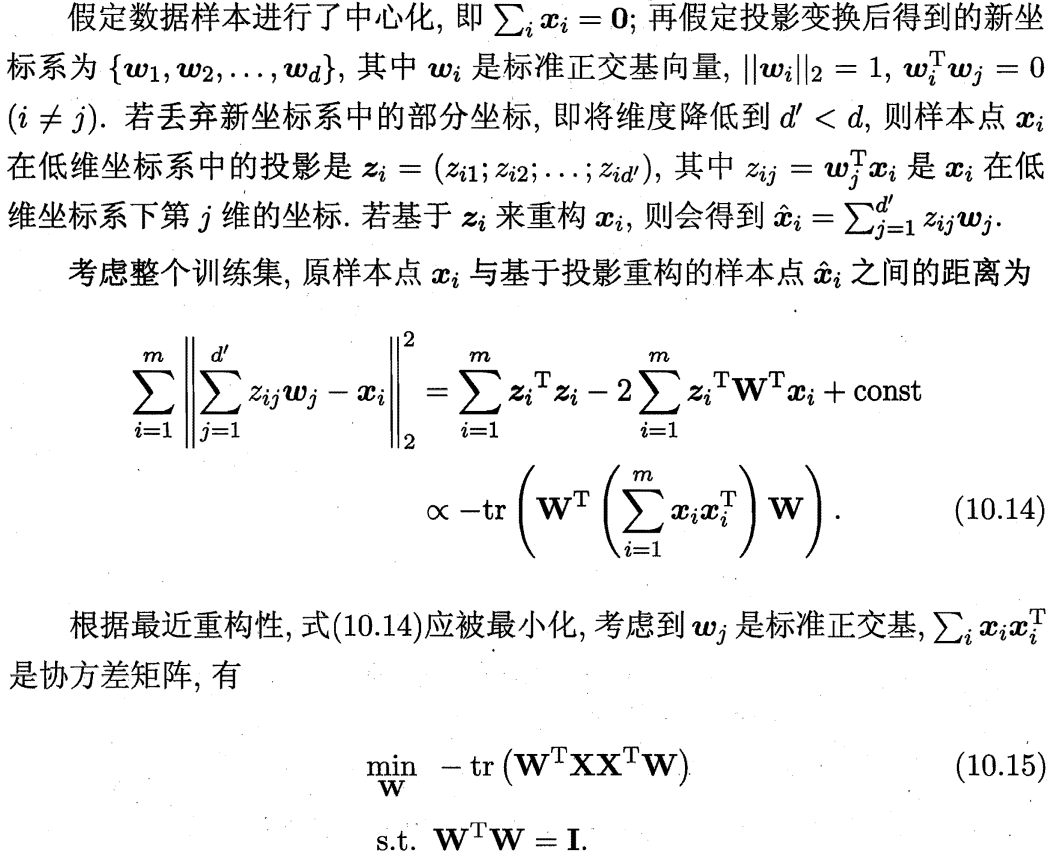 假定数据样本进行了中心化, 即 $\sum_i \boldsymbol{x}_i = \boldsymbol{0}$; 再假定投影变换后得到的新坐
标系为 $\{\boldsymbol{w}_1, \boldsymbol{w}_2, \ldots, \boldsymbol{w}_d\}$, 其中 $\boldsymbol{w}_i$ 是标准正交基向量, $||\boldsymbol{w}_i||_2 = 1$, $\boldsymbol{w}_i^{\mathrm{T}} \boldsymbol{w}_j = 0$
$(i \neq j)$. 若丢弃新坐标系中的部分坐标, 即将维度降低到 $d' < d$, 则样本点 $\boldsymbol{x}_i$
在低维坐标系中的投影是 $\boldsymbol{z}_i = (z_{i1}; z_{i2}; \ldots; z_{id'})$, 其中 $z_{ij} = \boldsymbol{w}_j^{\mathrm{T}} \boldsymbol{x}_i$ 是 $\boldsymbol{x}_i$ 在低
维坐标系下第 $j$ 维的坐标. 若基于 $\boldsymbol{z}_i$ 来重构 $\boldsymbol{x}_i$, 则会得到 $\hat{\boldsymbol{x}}_i = \sum_{j=1}^{d'} z_{ij} \boldsymbol{w}_j$.
考虑整个训练集, 原样本点 $\boldsymbol{x}_i$ 与基于投影重构的样本点 $\hat{\boldsymbol{x}}_i$ 之间的距离为
$\sum_{i=1}^{m} \left\| \sum_{j=1}^{d'} z_{ij} \boldsymbol{w}_j - \boldsymbol{x}_i \right\|_2^2 = \sum_{i=1}^{m} \boldsymbol{z}_i{}^{\mathrm{T}} \boldsymbol{z}_i - 2 \sum_{i=1}^{m} \boldsymbol{z}_i{}^{\mathrm{T}} \mathbf{W}^{\mathrm{T}} \boldsymbol{x}_i + \text{const}$
$\propto -\text{tr} \left( \mathbf{W}^{\mathrm{T}} \left( \sum_{i=1}^{m} \boldsymbol{x}_i \boldsymbol{x}_i^{\mathrm{T}} \right) \mathbf{W} \right).$ (10.14)
根据最近重构性, 式(10.14)应被最小化, 考虑到 $\boldsymbol{w}_j$ 是标准正交基, $\sum_i \boldsymbol{x}_i \boldsymbol{x}_i^{\mathrm{T}}$
是协方差矩阵, 有
$\min_{\mathbf{W}} \ -\text{tr} \left( \mathbf{W}^{\mathrm{T}} \mathbf{X} \mathbf{X}^{\mathrm{T}} \mathbf{W} \right)$ (10.15)
s.t. $\mathbf{W}^{\mathrm{T}} \mathbf{W} = \mathbf{I}.$